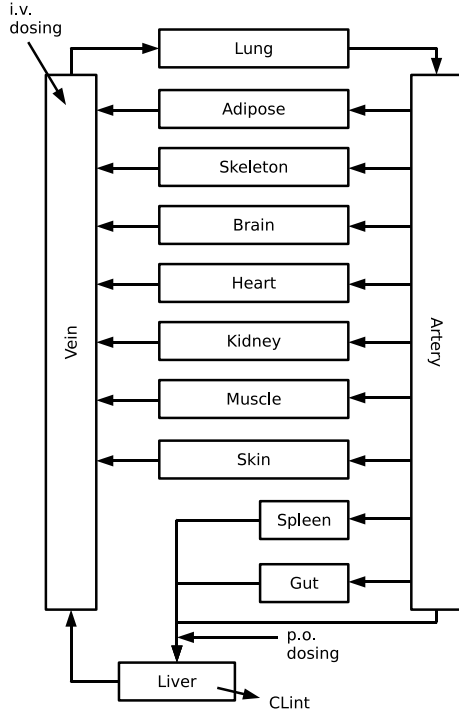 i.v.
dosing
Lung
Adipose
Skeleton
Brain
Heart
Kidney
Muscle
Skin
Spleen
Gut
Vein
Artery
p.o.
dosing
Liver
CLint